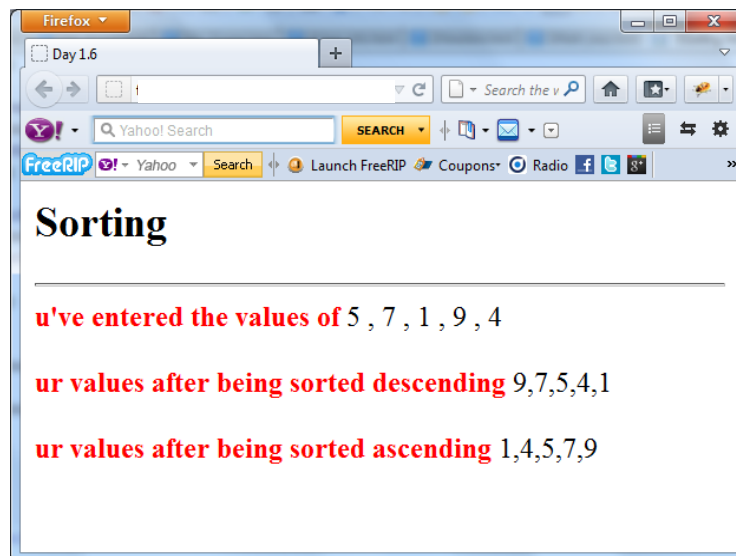 Firefox
Day 1.6
Search the v
Y! Yahoo! Search SEARCH
FreeRIP Y! Yahoo Search Launch FreeRIP Coupons Radio f g+ »
Sorting
u've entered the values of 5 , 7 , 1 , 9 , 4
ur values after being sorted descending 9,7,5,4,1
ur values after being sorted ascending 1,4,5,7,9